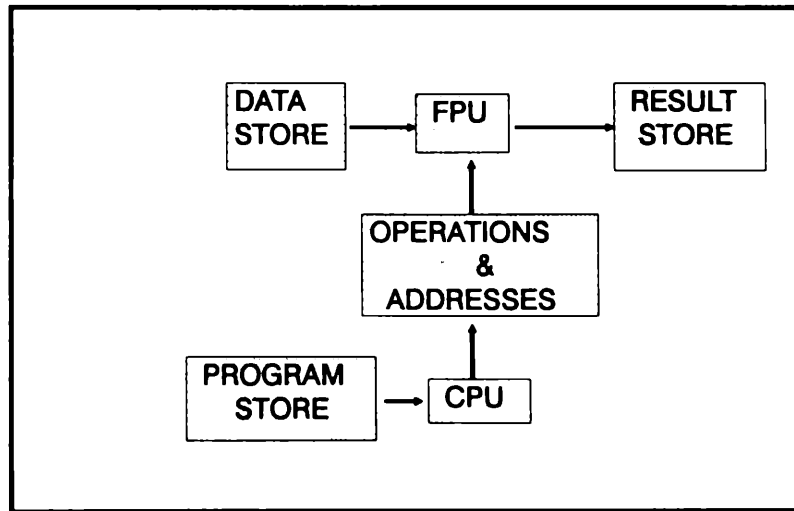 DATA
STORE
FPU
RESULT
STORE
OPERATIONS
&
ADDRESSES
PROGRAM
STORE
CPU